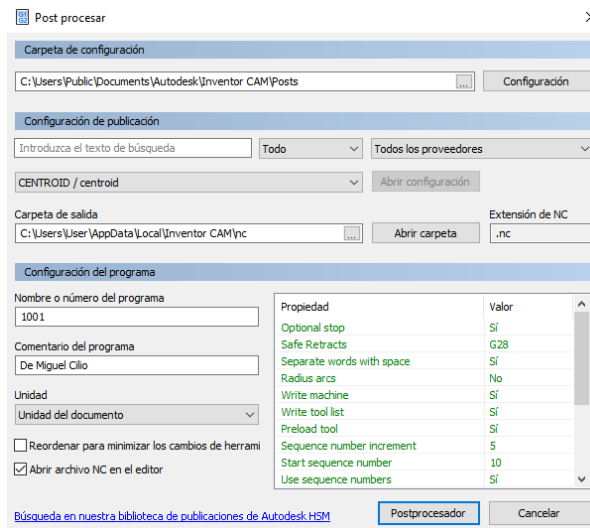 G1
G2
Post procesar
Carpeta de configuración
C:\Users\Public\Documents\Autodesk\Inventor CAM\Posts
...
Configuración
Configuración de publicación
Introduzca el texto de búsqueda
Todo
Todos los proveedores
CENTROID / centroid
Abrir configuración
Carpeta de salida
Extensión de NC
C:\Users\User\AppData\Local\Inventor CAM\nc
...
Abrir carpeta
.nc
Configuración del programa
Nombre o número del programa
1001
Comentario del programa
De Miguel Cilio
Unidad
Unidad del documento
Reordenar para minimizar los cambios de herrami
Abrir archivo NC en el editor
Propiedad Valor
Optional stop Sí
Safe Retracts G28
Separate words with space Sí
Radius arcs No
Write machine Sí
Write tool list Sí
Preload tool Sí
Sequence number increment 5
Start sequence number 10
Use sequence numbers Sí
Búsqueda en nuestra biblioteca de publicaciones de Autodesk HSM
Postprocesador
Cancelar